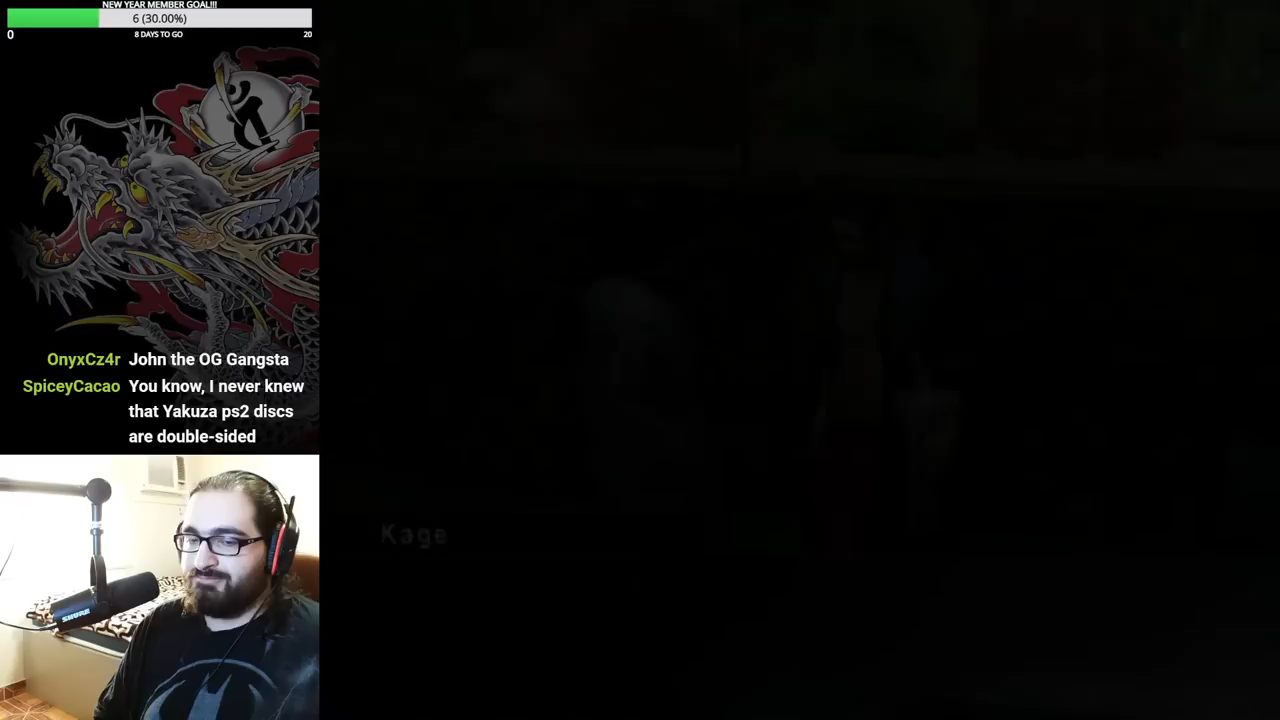 NEW YEAR MEMBER GOAL!!!
6 (30.00%)
0 8 DAYS TO GO 20
OnyxCz4r John the OG Gangsta
SpiceyCacao You know, I never knew
that Yakuza ps2 discs
are double-sided
Kage
SHURE